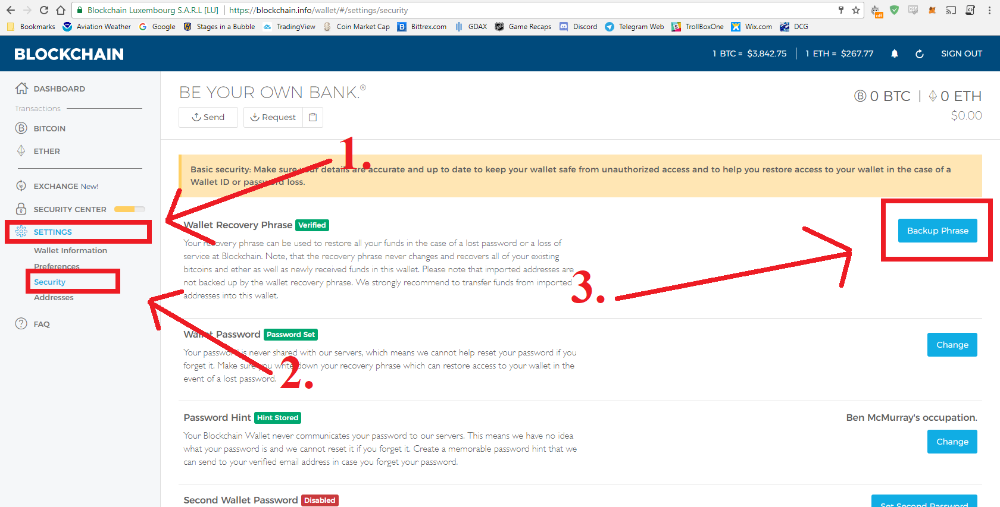 Blockchain Luxembourg S.A.R.L [LU] | https://blockchain.info/wallet/#/settings/security
off
Bookmarks Aviation Weather Google Stages in a Bubble TradingView Coin Market Cap Bittrex.com GDAX Game Recaps Discord Telegram Web TrollBoxOne Wix.com DCG
BLOCKCHAIN
1 BTC = $3,842.75 1 ETH = $267.77 SIGN OUT
DASHBOARD
Transactions
BITCOIN
ETHER
EXCHANGE New!
SECURITY CENTER
SETTINGS
Wallet Information
Preferences
Security
Addresses
FAQ
BE YOUR OWN BANK.®
0 BTC | 0 ETH
$0.00
Send Request
1.
Basic security: Make sure your details are accurate and up to date to keep your wallet safe from unauthorized access and to help you restore access to your wallet in the case of a
Wallet ID or password loss.
Wallet Recovery Phrase Verified
Backup Phrase
Your recovery phrase can be used to restore all your funds in the case of a lost password or a loss of
service at Blockchain. Note, that the recovery phrase never changes and recovers all of your existing
bitcoins and ether as well as newly received funds in this wallet. Please note that imported addresses are
not backed up by the wallet recovery phrase. We strongly recommend to transfer funds from imported
addresses into this wallet.
3.
Wallet Password Password Set
Change
Your password is never shared with our servers, which means we cannot help reset your password if you
forget it. Make sure you write down your recovery phrase which can restore access to your wallet in the
event of a lost password.
2.
Password Hint Hint Stored
Ben McMurray's occupation.
Change
Your Blockchain Wallet never communicates your password to our servers. This means we have no idea
what your password is and we cannot reset it if you forget it. Create a memorable password hint that we
can send to your verified email address in case you forget your password.
Second Wallet Password Disabled
Set Second Password